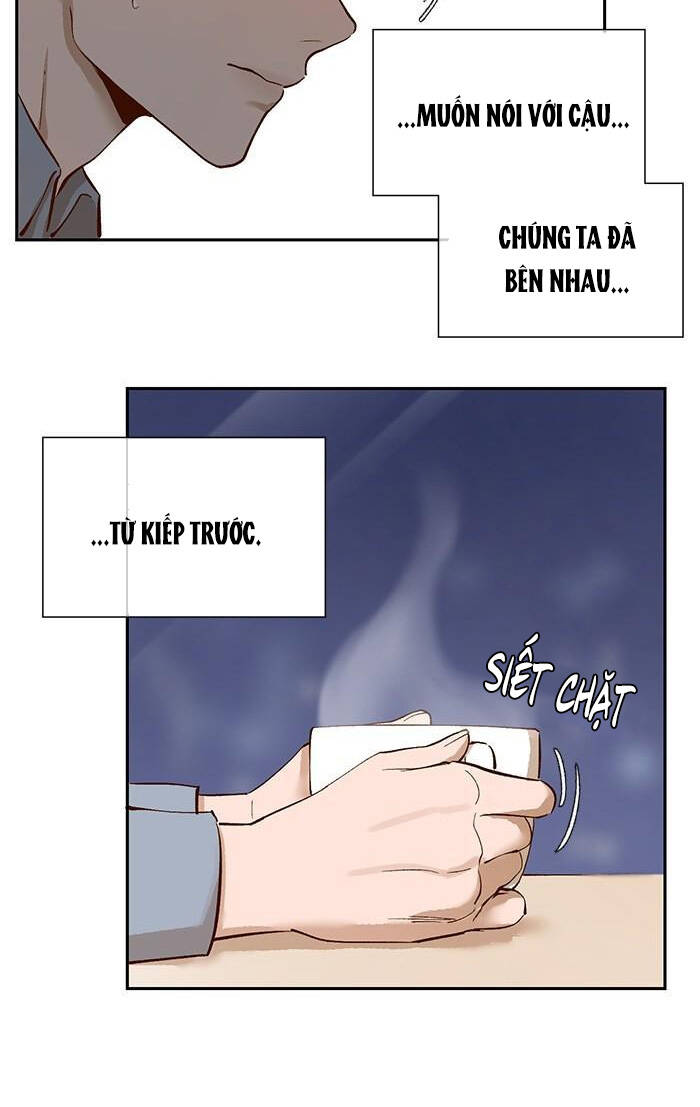 ...MUỐN NÓI VỚI CẬU...
CHÚNG TA ĐÃ
BÊN NHAU...
...TỪ KIẾP TRƯỚC.
SIẾT CHẶT